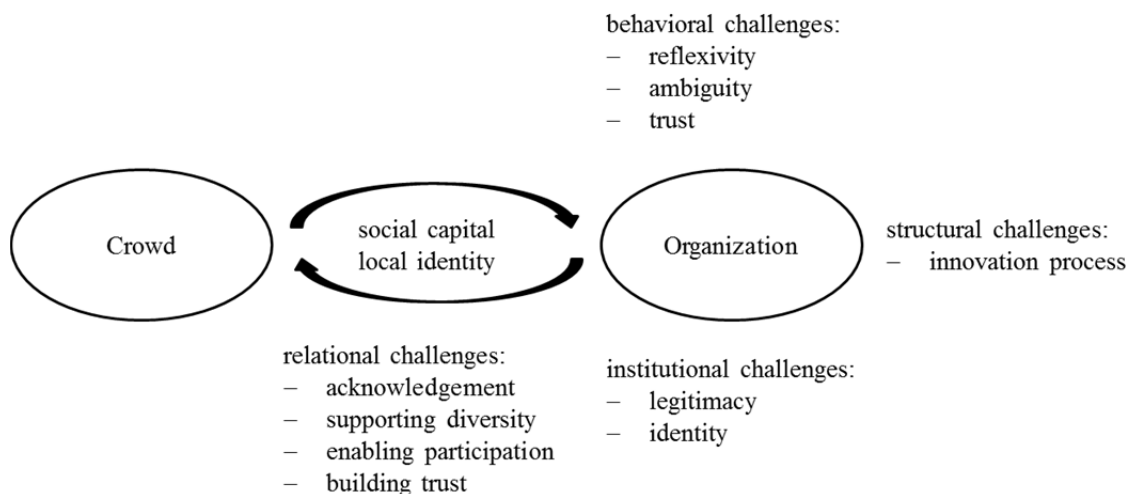 behavioral challenges:
– reflexivity
– ambiguity
– trust
Crowd
social capital
local identity
Organization
structural challenges:
– innovation process
relational challenges:
– acknowledgement
– supporting diversity
– enabling participation
– building trust
institutional challenges:
– legitimacy
– identity